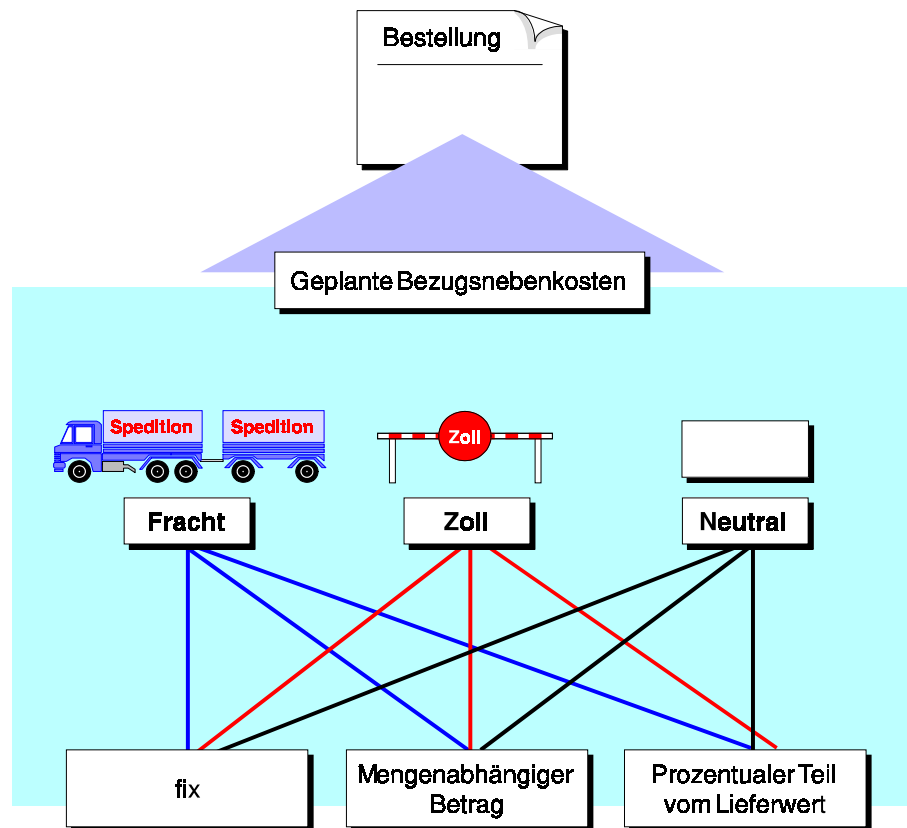 Bestellung
Geplante Bezugsnebenkosten
Spedition Spedition
Zoll
Fracht
Zoll
Neutral
fix
Mengenabhängiger
Betrag
Prozentualer Teil
vom Lieferwert